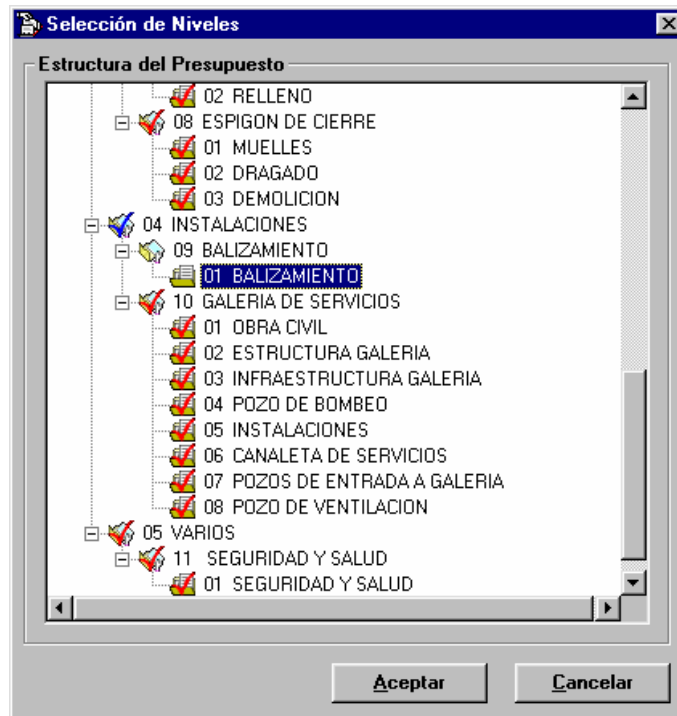 Selección de Niveles
Estructura del Presupuesto
02 RELLENO
08 ESPIGON DE CIERRE
01 MUELLES
02 DRAGADO
03 DEMOLICION
04 INSTALACIONES
09 BALIZAMIENTO
01 BALIZAMIENTO
10 GALERIA DE SERVICIOS
01 OBRA CIVIL
02 ESTRUCTURA GALERIA
03 INFRAESTRUCTURA GALERIA
04 POZO DE BOMBEO
05 INSTALACIONES
06 CANALETA DE SERVICIOS
07 POZOS DE ENTRADA A GALERIA
08 POZO DE VENTILACION
05 VARIOS
11 SEGURIDAD Y SALUD
01 SEGURIDAD Y SALUD
Aceptar Cancelar